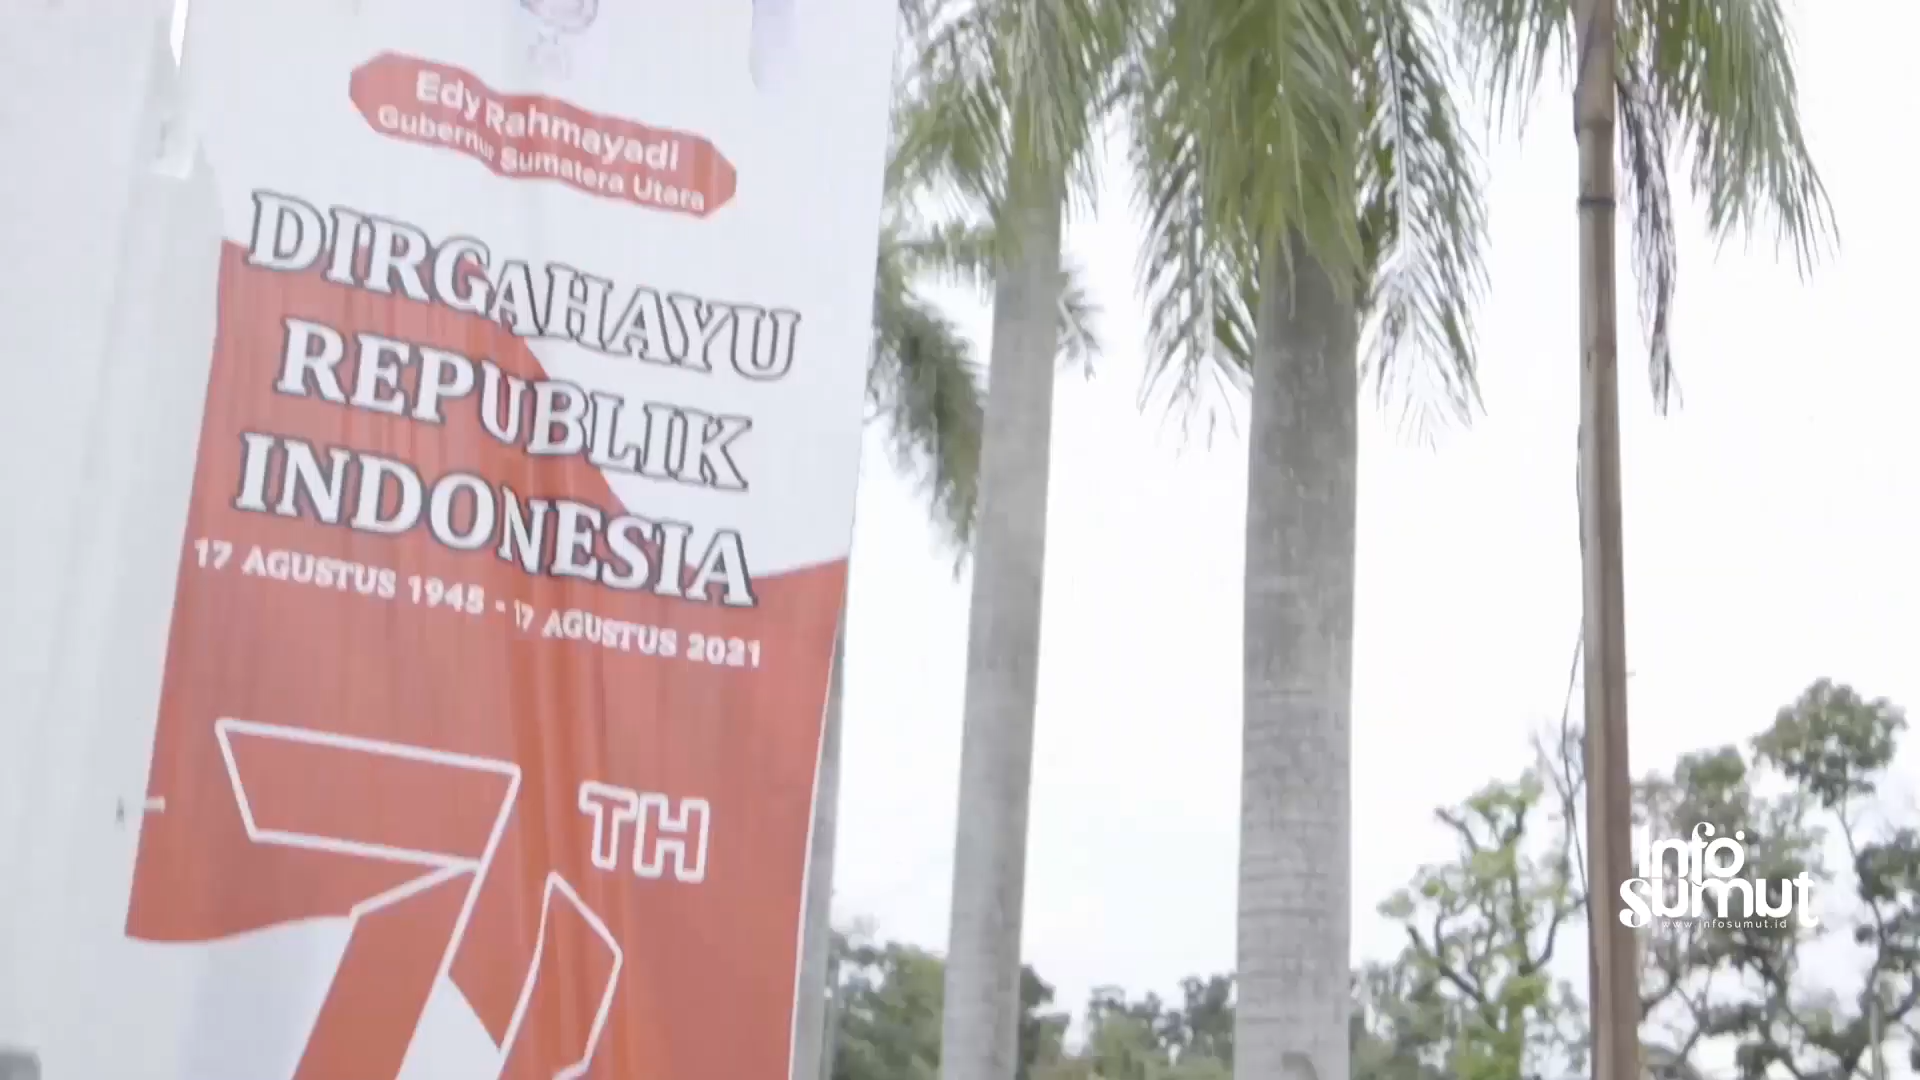 Edy Rahmayadi
Gubernur Sumatera Utara
DIRGAHAYU
REPUBLIK
INDONESIA
17 AGUSTUS 1945 - 17 AGUSTUS 2021
7
TH
Info
sumut
www.infosumut.id